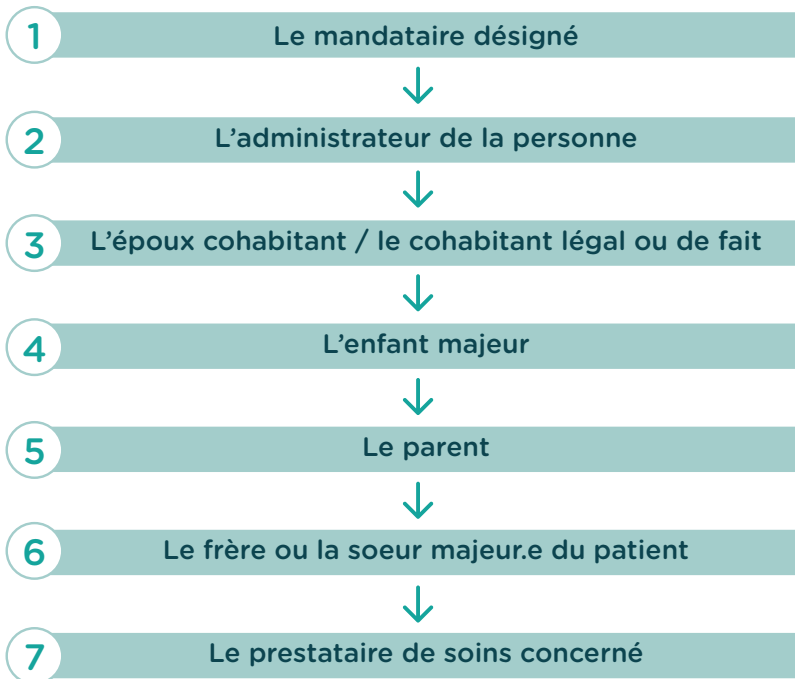 1 Le mandataire désigné
2 L’administrateur de la personne
3 L’époux cohabitant / le cohabitant légal ou de fait
4 L’enfant majeur
5 Le parent
6 Le frère ou la soeur majeur.e du patient
7 Le prestataire de soins concerné